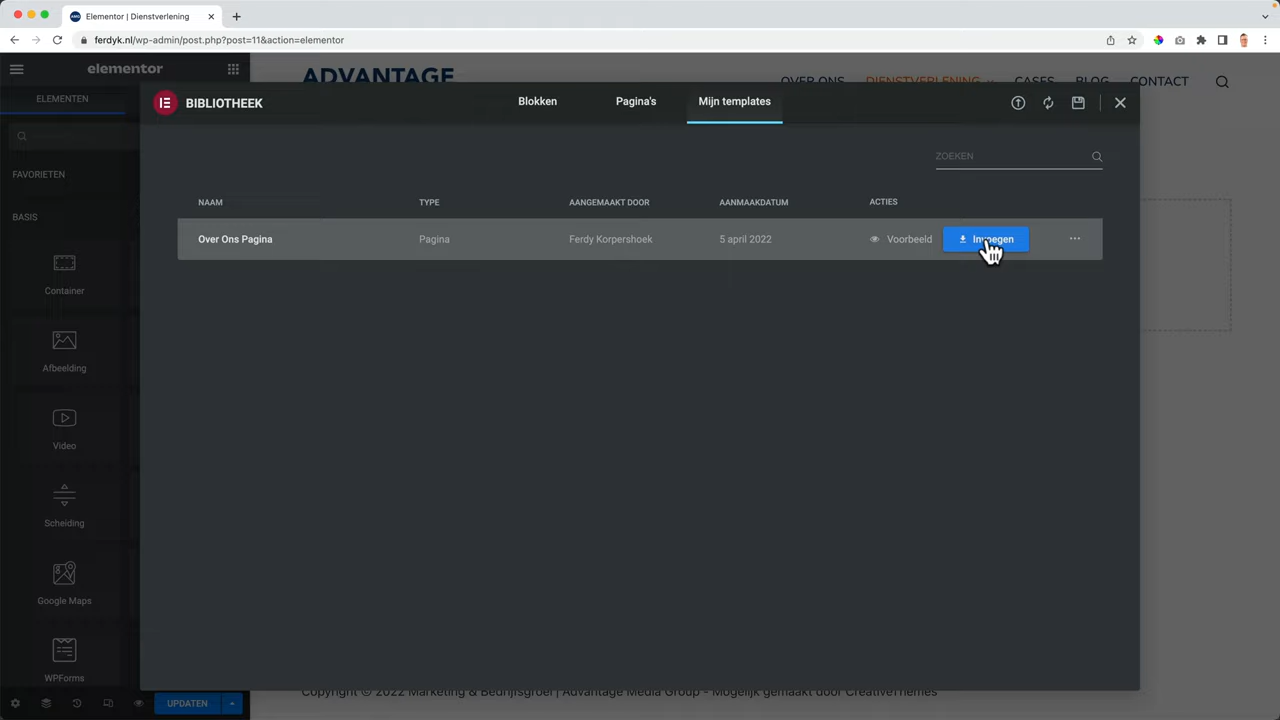 Elementor | Dienstverlening
ferdyk.nl/wp-admin/post.php?post=11&action=elementor
elementor
ADVANTAGE
OVER ONS DIENSTVERLENING CASES BLOG CONTACT
ELEMENTEN
BIBLIOTHEEK
Blokken
Pagina's
Mijn templates
ZOEKEN
FAVORIETEN
BASIS
NAAM TYPE AANGEMAAKT DOOR AANMAAKDATUM ACTIES
Over Ons Pagina Pagina Ferdy Korpershoek 5 april 2022 Voorbeeld Invoegen
Container
Afbeelding
Video
Scheiding
Google Maps
WPForms
UPDATEN
Copyright © 2022 Marketing & Bedrijfsgroei | Advantage Media Group - Mogelijk gemaakt door CreativeThemes